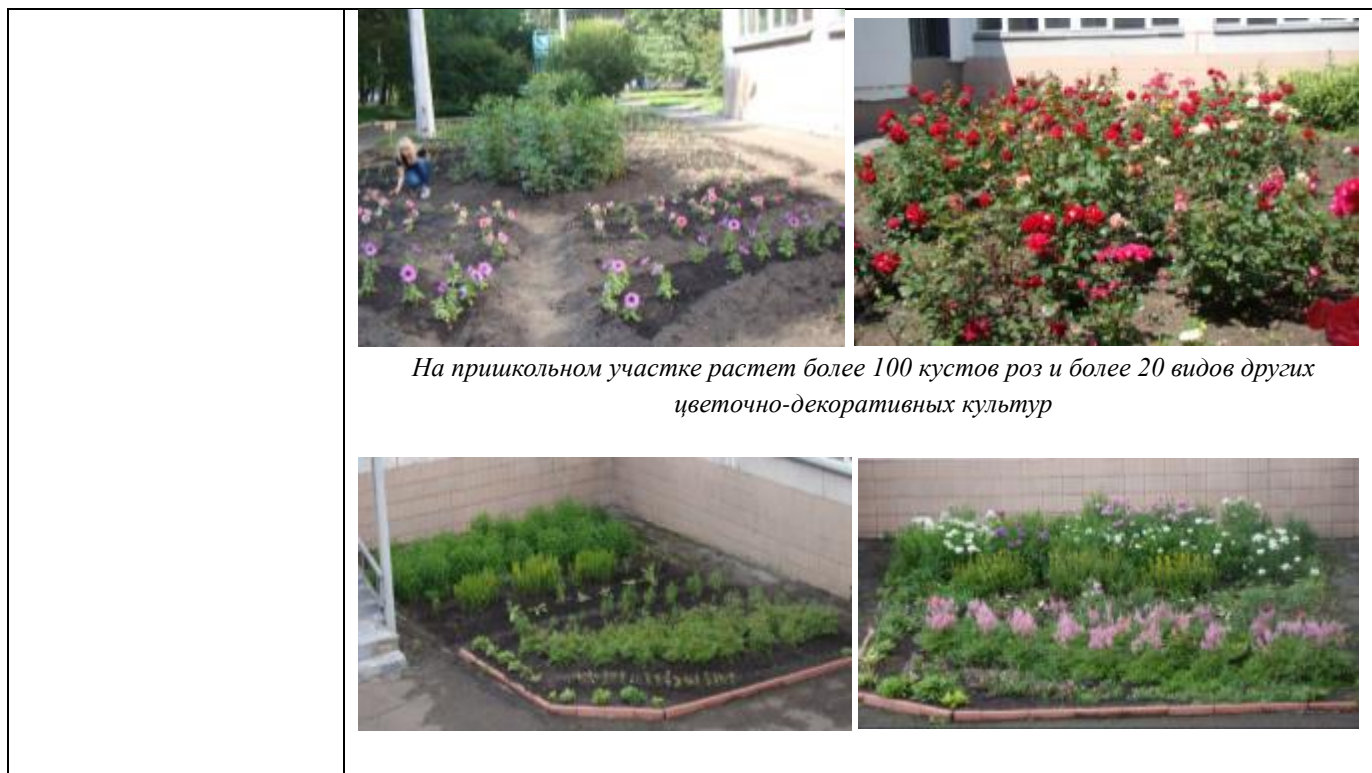 На пришкольном участке растет более 100 кустов роз и более 20 видов других
цветочно-декоративных культур